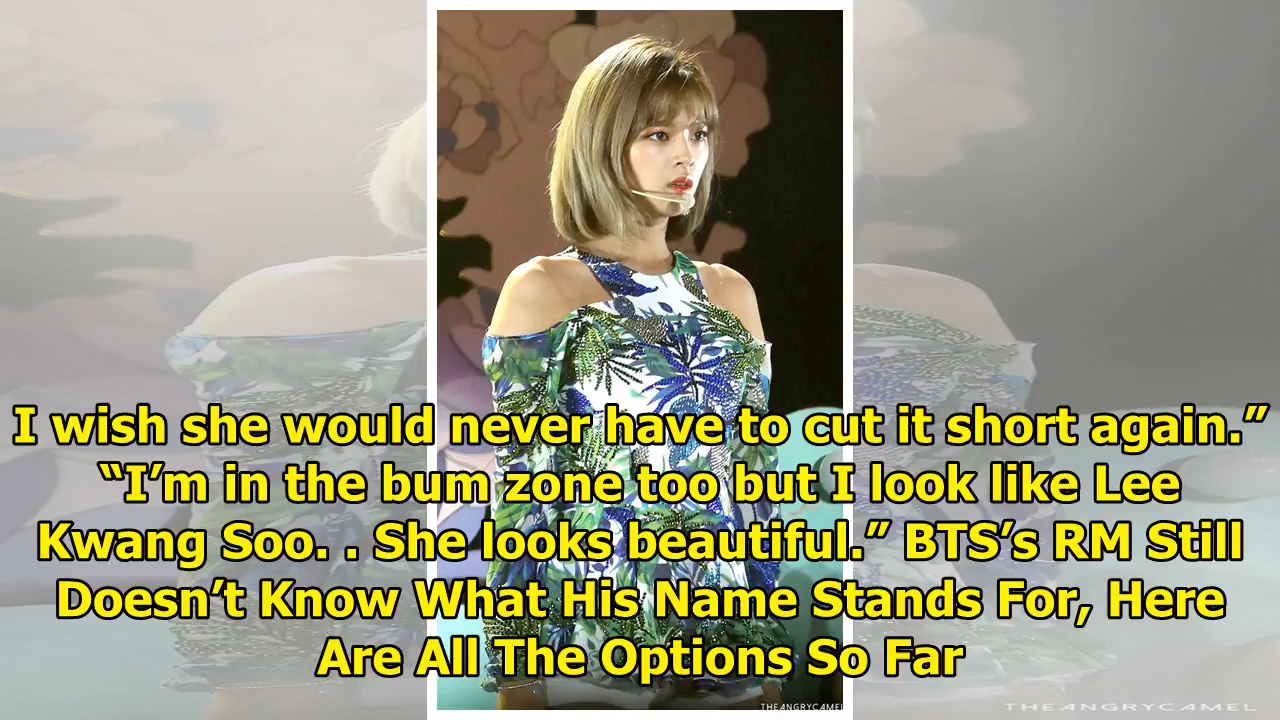 I wish she would never have to cut it short again.”
“I’m in the bum zone too but I look like Lee
Kwang Soo. . She looks beautiful.” BTS’s RM Still
Doesn’t Know What His Name Stands For, Here
Are All The Options So Far
THEANGRYCAMEL
THEANGRYCAMEL